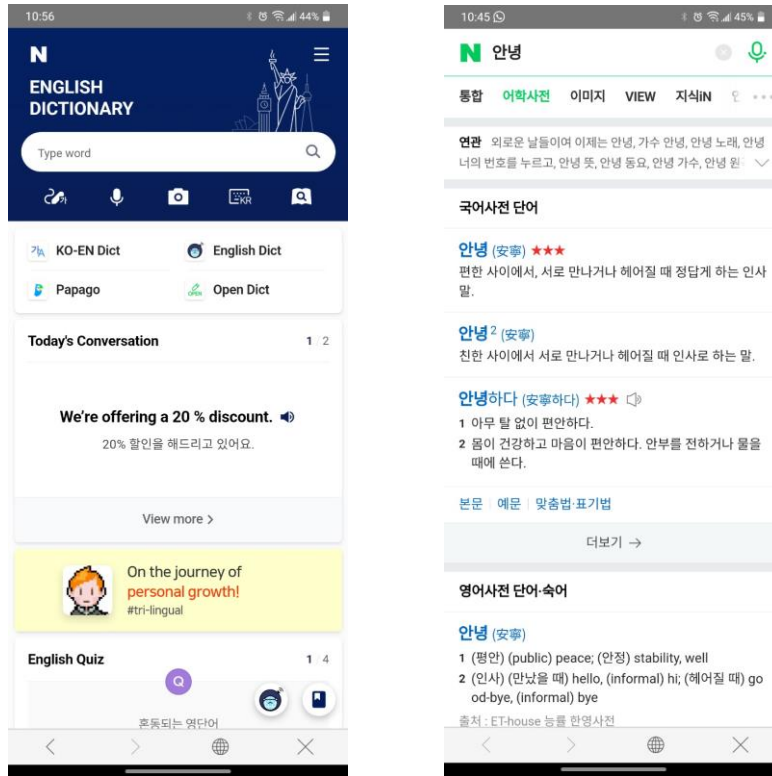 10:56
44%
N
ENGLISH
DICTIONARY
Type word
KR
KO-EN Dict
English Dict
Papago
OPEN
Open Dict
Today's Conversation
1 / 2
We're offering a 20 % discount.
20% 할인을 해드리고 있어요.
View more >
On the journey of
personal growth!
#tri-lingual
English Quiz
1 / 4
Q
혼동되는 영단어
10:45
45%
N 안녕
통합 어학사전 이미지 VIEW 지식iN
연관 외로운 날들이여 이제는 안녕, 가수 안녕, 안녕 노래, 안녕
너의 번호를 누르고, 안녕 뜻, 안녕 동요, 안녕 가수, 안녕 원
국어사전 단어
안녕 (安寧) ★★★
편한 사이에서, 서로 만나거나 헤어질 때 정답게 하는 인사
말.
안녕 2 (安寧)
친한 사이에서 서로 만나거나 헤어질 때 인사로 하는 말.
안녕하다 (安寧하다) ★★★
1 아무 탈 없이 편안하다.
2 몸이 건강하고 마음이 편안하다. 안부를 전하거나 물을
때에 쓴다.
본문 | 예문 | 맞춤법·표기법
더보기 →
영어사전 단어·숙어
안녕 (安寧)
1 (평안) (public) peace; (안정) stability, well
2 (인사) (만났을 때) hello, (informal) hi; (헤어질 때) go
od-bye, (informal) bye
출처 : ET-house 능률 한영사전